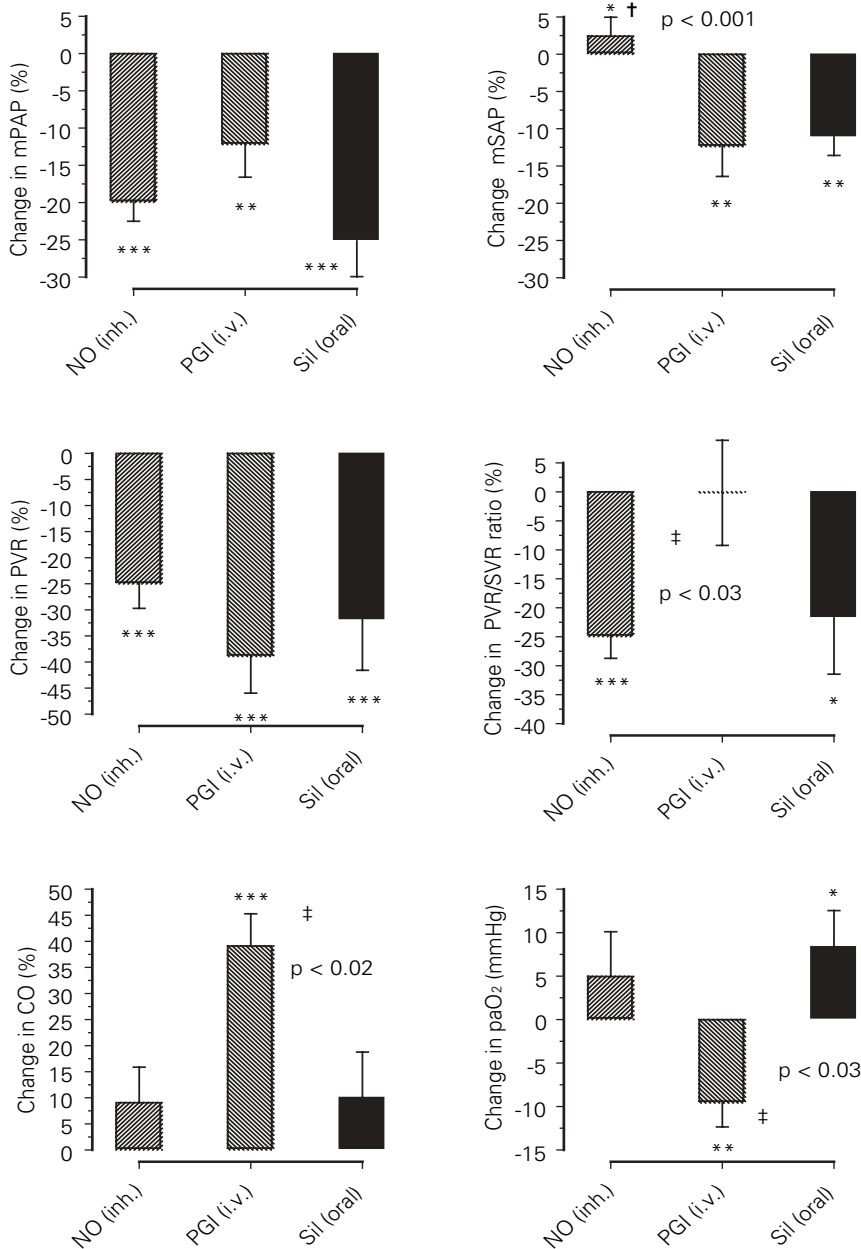 Change in mPAP (%)
5
0
-5
-10
-15
-20
-25
-30
***
**
***
NO (inh.)
PGI (i.v.)
Sil (oral)
Change mSAP (%)
5
0
-5
-10
-15
-20
-25
-30
* †
p < 0.001
**
**
NO (inh.)
PGI (i.v.)
Sil (oral)
Change in PVR (%)
0
-5
-10
-15
-20
-25
-30
-35
-40
-45
-50
***
***
***
NO (inh.)
PGI (i.v.)
Sil (oral)
Change in PVR/SVR ratio (%)
5
0
-5
-10
-15
-20
-25
-30
-35
-40
‡
p < 0.03
***
*
NO (inh.)
PGI (i.v.)
Sil (oral)
Change in CO (%)
50
45
40
35
30
25
20
15
10
5
0
***
‡
p < 0.02
NO (inh.)
PGI (i.v.)
Sil (oral)
Change in paO₂ (mmHg)
15
10
5
0
-5
-10
-15
*
p < 0.03
‡
**
NO (inh.)
PGI (i.v.)
Sil (oral)